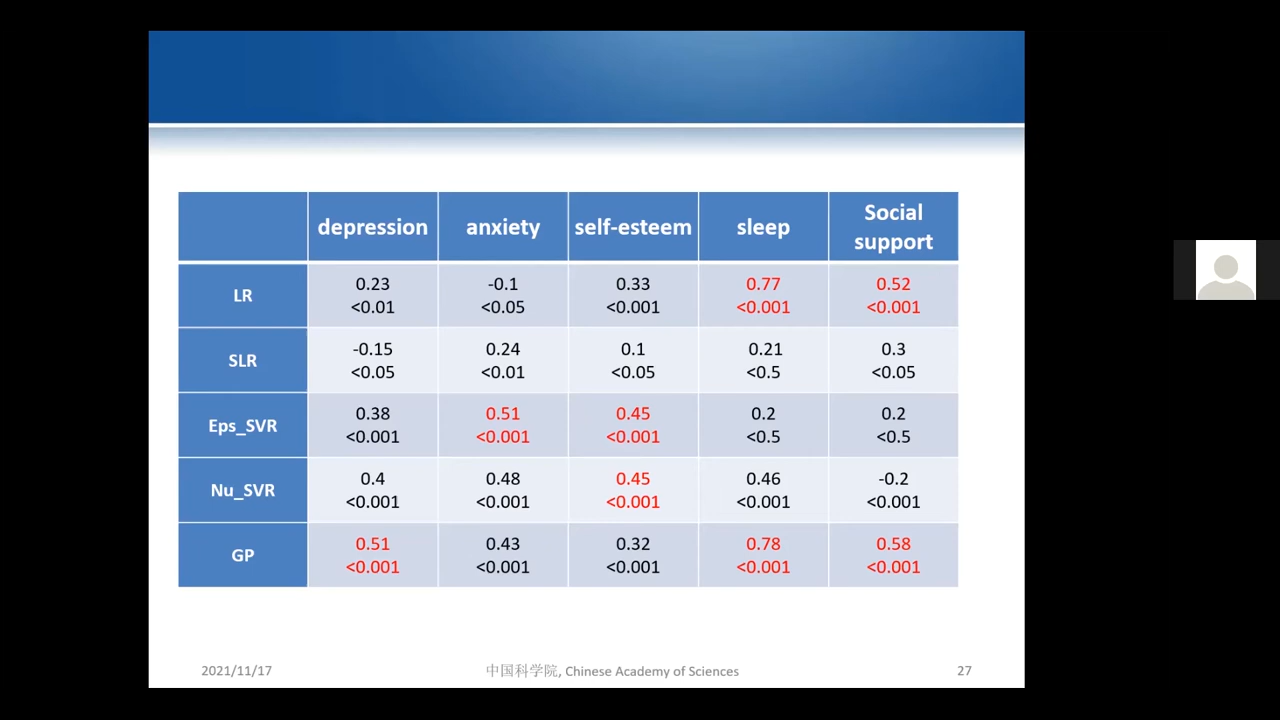 depression anxiety self-esteem sleep Social support
LR 0.23 -0.1 0.33 0.77 0.52
<0.01 <0.05 <0.001 <0.001 <0.001
SLR -0.15 0.24 0.1 0.21 0.3
<0.05 <0.01 <0.05 <0.5 <0.05
Eps_SVR 0.38 0.51 0.45 0.2 0.2
<0.001 <0.001 <0.001 <0.5 <0.5
Nu_SVR 0.4 0.48 0.45 0.46 -0.2
<0.001 <0.001 <0.001 <0.001 <0.001
GP 0.51 0.43 0.32 0.78 0.58
<0.001 <0.001 <0.001 <0.001 <0.001
2021/11/17 中国科学院, Chinese Academy of Sciences 27